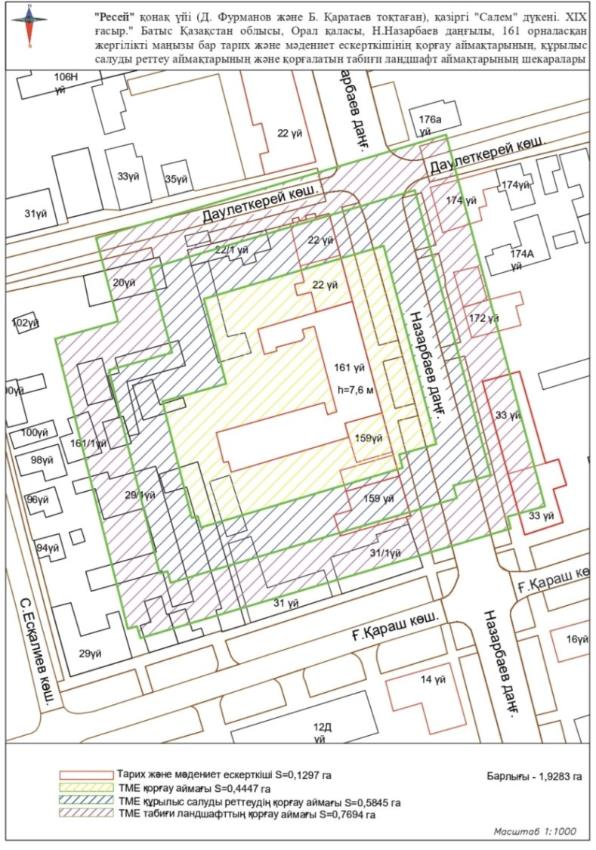 "Ресей" қонақ үйі (Д. Фурманов және Б. Қаратаев тоқтаған), қазіргі "Салем" дүкені. XIX
ғасыр." Батыс Қазақстан облысы, Орал қаласы, Н.Назарбаев даңғылы, 161 орналасқан
жергілікті маңызы бар тарих және мәдениет ескерткішінің қорғау аймақтарының, құрылыс
салуды реттеу аймақтарының және қорғалатын табиғи ландшафт аймақтарының шекаралары
106Н
үй
22 үй
Назарбаев даңғ.
176а
үй
33үй
35үй
31үй
Даулеткерей көш.
Даулеткерей көш.
174 үй
174үй
174А
үй
22/1 үй
22 үй
20үй
22 үй
102үй
172 үй
Назарбаев даңғ.
161 үй
h=7,6 м
33 үй
100үй
161/1үй
159үй
98үй
96үй
29/1үй
159 үй
33 үй
94үй
31/1үй
31 үй
Ғ.Қараш көш.
С.Есқалиев көш.
29үй
Ғ.Қараш көш.
Назарбаев даңғ.
16үй
14 үй
12Д
үй
Тарих және мәдениет ескерткіші S=0,1297 га
Барлығы - 1,9283 га
ТМЕ қорғау аймағы S=0,4447 га
ТМЕ құрылыс салуды реттеудің қорғау аймағы S=0,5845 га
ТМЕ табиғи ландшафттың қорғау аймағы S=0,7694 га
Масштаб 1:1000